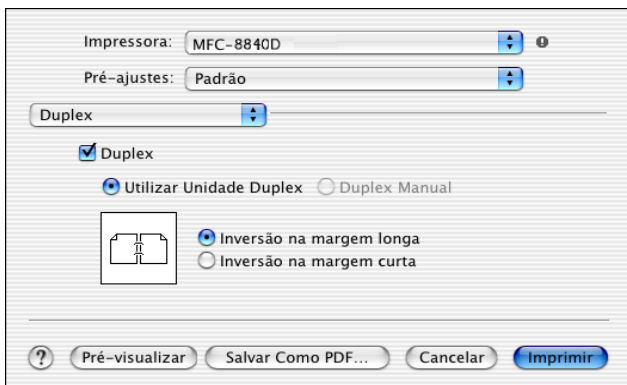 Impressora: MFC-8840D
Pré-ajustes: Padrão
Duplex
Duplex
Utilizar Unidade Duplex Duplex Manual
Inversão na margem longa
Inversão na margem curta
? Pré-visualizar Salvar Como PDF... Cancelar Imprimir